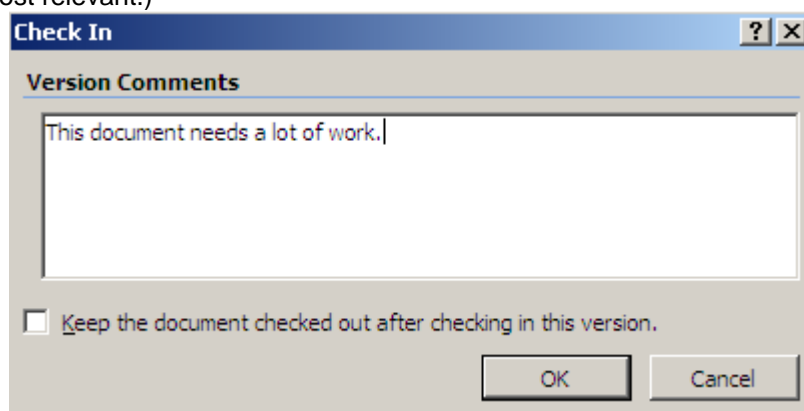 ost relevant.)
Check In
Version Comments
This document needs a lot of work.
Keep the document checked out after checking in this version.
OK Cancel